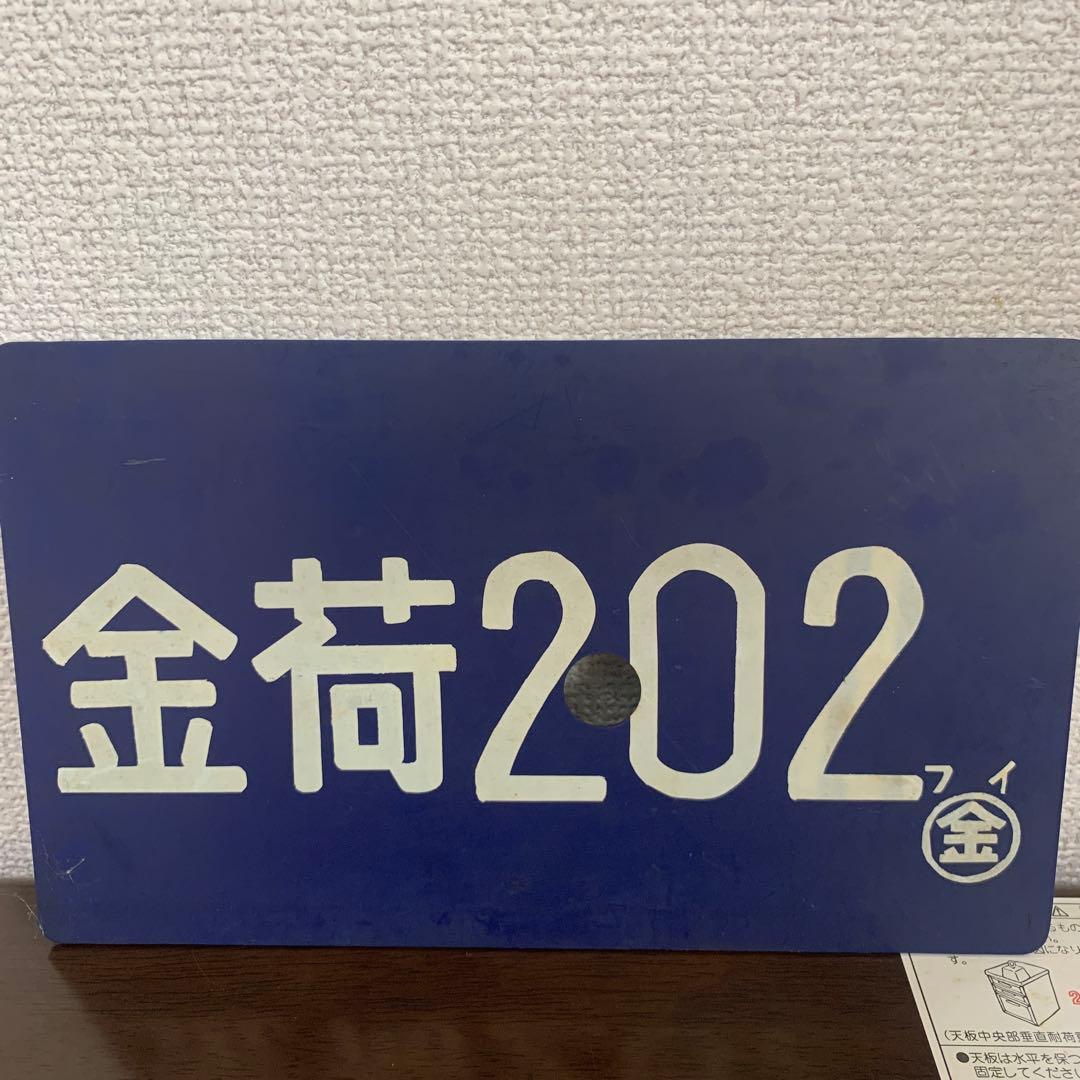 金荷202
フイ
金
す。
(天板中央部垂直耐荷
●天板は水平を保つ
固定してくださ